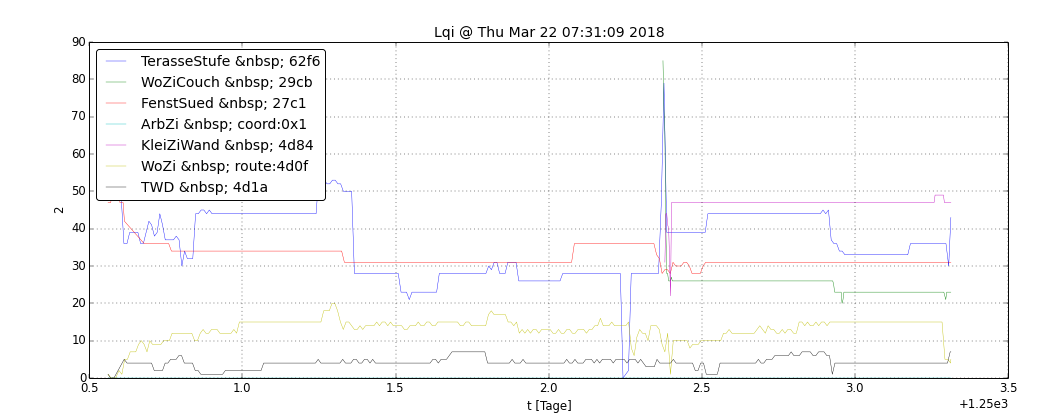 Lqi @ Thu Mar 22 07:31:09 2018
90
80
70
60
50
40
30
20
10
0
2
TerasseStufe &nbsp; 62f6
WoZiCouch &nbsp; 29cb
FenstSued &nbsp; 27c1
ArbZi &nbsp; coord:0x1
KleiZiWand &nbsp; 4d84
WoZi &nbsp; route:4d0f
TWD &nbsp; 4d1a
0.5 1.0 1.5 2.0 2.5 3.0 3.5
t [Tage]
+1.25e3